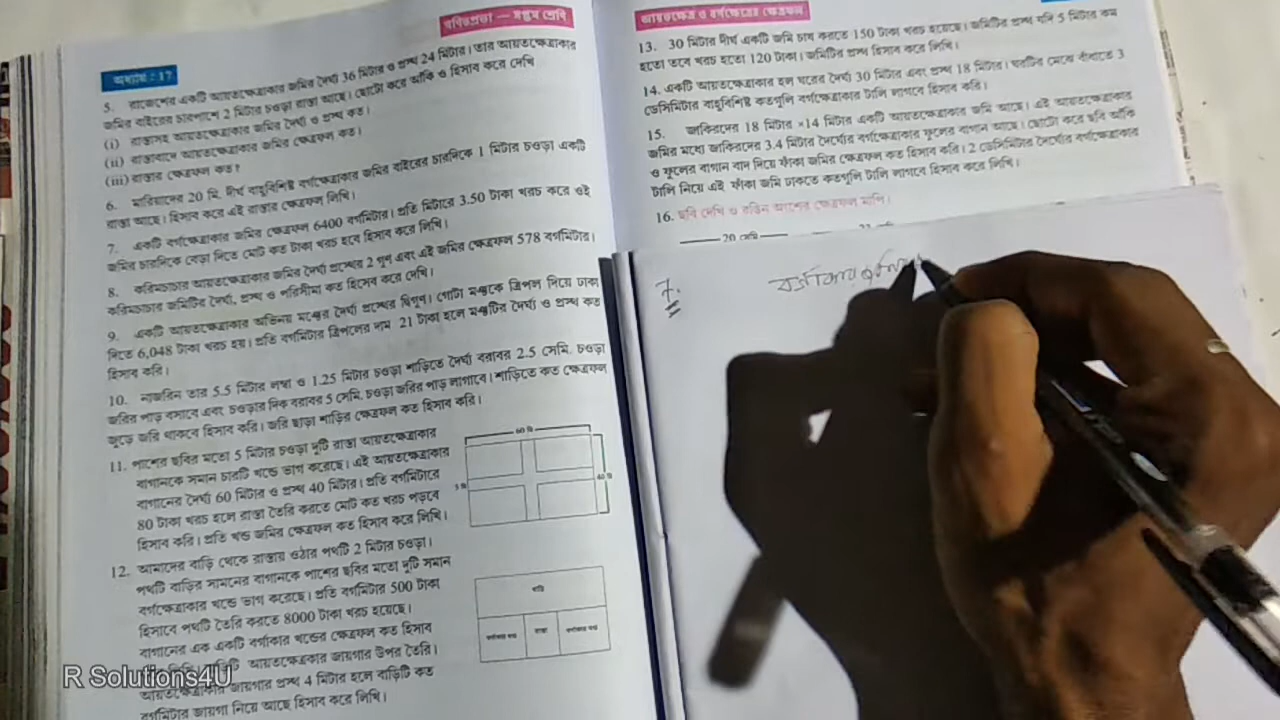 গণিতপ্রভা — সপ্তম শ্রেণি
অধ্যায় : 17
5. রাজেশের একটি আয়তক্ষেত্রাকার জমির দৈর্ঘ্য 36 মিটার ও প্রস্থ 24 মিটার। তার আয়তক্ষেত্রাকার
জমির বাইরের চারপাশে 2 মিটার চওড়া রাস্তা আছে। ছোটো করে আঁকি ও হিসাব করে দেখি
(i) রাস্তাসহ আয়তক্ষেত্রাকার জমির দৈর্ঘ্য ও প্রস্থ কত।
(ii) রাস্তাবাদে আয়তক্ষেত্রাকার জমির ক্ষেত্রফল কত।
(iii) রাস্তার ক্ষেত্রফল কত?
6. মারিয়াদের 20 মি. দীর্ঘ বাহুবিশিষ্ট বর্গক্ষেত্রাকার জমির বাইরের চারদিকে 1 মিটার চওড়া একটি
রাস্তা আছে। হিসাব করে এই রাস্তার ক্ষেত্রফল লিখি।
7. একটি বর্গক্ষেত্রাকার জমির ক্ষেত্রফল 6400 বর্গমিটার। প্রতি মিটারে 3.50 টাকা খরচ করে ওই
জমির চারদিকে বেড়া দিতে মোট কত টাকা খরচ হবে হিসাব করে লিখি।
8. করিমচাচার আয়তক্ষেত্রাকার জমির দৈর্ঘ্য প্রস্থের 2 গুণ এবং এই জমির ক্ষেত্রফল 578 বর্গমিটার।
করিমচাচার জমিটির দৈর্ঘ্য, প্রস্থ ও পরিসীমা কত হিসেব করে দেখি।
9. একটি আয়তক্ষেত্রাকার অভিনয় মঞ্চের দৈর্ঘ্য প্রস্থের দ্বিগুণ। গোটা মঞ্চকে ত্রিপল দিয়ে ঢাকা
দিতে 6,048 টাকা খরচ হয়। প্রতি বর্গমিটার ত্রিপলের দাম 21 টাকা হলে মঞ্চটির দৈর্ঘ্য ও প্রস্থ কত
হিসাব করি।
10. নাজরিন তার 5.5 মিটার লম্বা ও 1.25 মিটার চওড়া শাড়িতে দৈর্ঘ্য বরাবর 2.5 সেমি. চওড়া
জরির পাড় বসাবে এবং চওড়ার দিক বরাবর 5 সেমি. চওড়া জরির পাড় লাগাবে। শাড়িতে কত ক্ষেত্রফল
জুড়ে জরি থাকবে হিসাব করি। জরি ছাড়া শাড়ির ক্ষেত্রফল কত হিসাব করি।
11. পাশের ছবির মতো 5 মিটার চওড়া দুটি রাস্তা আয়তক্ষেত্রাকার
বাগানকে সমান চারটি খন্ডে ভাগ করেছে। এই আয়তক্ষেত্রাকার
বাগানের দৈর্ঘ্য 60 মিটার ও প্রস্থ 40 মিটার। প্রতি বর্গমিটারে
80 টাকা খরচ হলে রাস্তা তৈরি করতে মোট কত খরচ পড়বে
হিসাব করি। প্রতি খন্ড জমির ক্ষেত্রফল কত হিসাব করে লিখি।
60 মি
12. আমাদের বাড়ি থেকে রাস্তায় ওঠার পথটি 2 মিটার চওড়া।
পথটি বাড়ির সামনের বাগানকে পাশের ছবির মতো দুটি সমান
বর্গক্ষেত্রাকার খন্ডে ভাগ করেছে। প্রতি বর্গমিটার 500 টাকা
হিসাবে পথটি তৈরি করতে 8000 টাকা খরচ হয়েছে।
বাগানের এক একটি বর্গাকার খন্ডের ক্ষেত্রফল কত হিসাব
আয়তক্ষেত্রাকার জায়গার উপর তৈরি।
আয়তক্ষেত্রাকার জায়গার প্রস্থ 4 মিটার হলে বাড়িটি কত
বর্গমিটার জায়গা নিয়ে আছে হিসাব করে লিখি।
বাড়ি
বর্গাকার খন্ড রাস্তা বর্গাকার খন্ড
R Solutions4U
আয়তক্ষেত্র ও বর্গক্ষেত্রের ক্ষেত্রফল
13. 30 মিটার দীর্ঘ একটি জমি চাষ করতে 150 টাকা খরচ হয়েছে। জমিটির প্রস্থ যদি 5 মিটার কম
হতো তবে খরচ হতো 120 টাকা। জমিটির প্রস্থ হিসাব করে লিখি।
14. একটি আয়তক্ষেত্রাকার হল ঘরের দৈর্ঘ্য 30 মিটার এবং প্রস্থ 18 মিটার। ঘরটির মেঝে বাঁধাতে 3
ডেসিমিটার বাহুবিশিষ্ট কতগুলি বর্গক্ষেত্রাকার টালি লাগবে হিসাব করি।
15. জাকিরদের 18 মিটার ×14 মিটার একটি আয়তক্ষেত্রাকার জমি আছে। এই আয়তক্ষেত্রাকার
জমির মধ্যে জাকিরদের 3.4 মিটার দৈর্ঘ্যের বর্গক্ষেত্রাকার ফুলের বাগান আছে। ছোটো করে ছবি আঁকি
ও ফুলের বাগান বাদ দিয়ে ফাঁকা জমির ক্ষেত্রফল কত হিসাব করি। 2 ডেসিমিটার দৈর্ঘ্যের বর্গক্ষেত্রাকার
টালি নিয়ে এই ফাঁকা জমি ঢাকতে কতগুলি টালি লাগবে হিসাব করে লিখি।
16. ছবি দেখি ও রঙিন অংশের ক্ষেত্রফল মাপি।
20 সেমি
7.